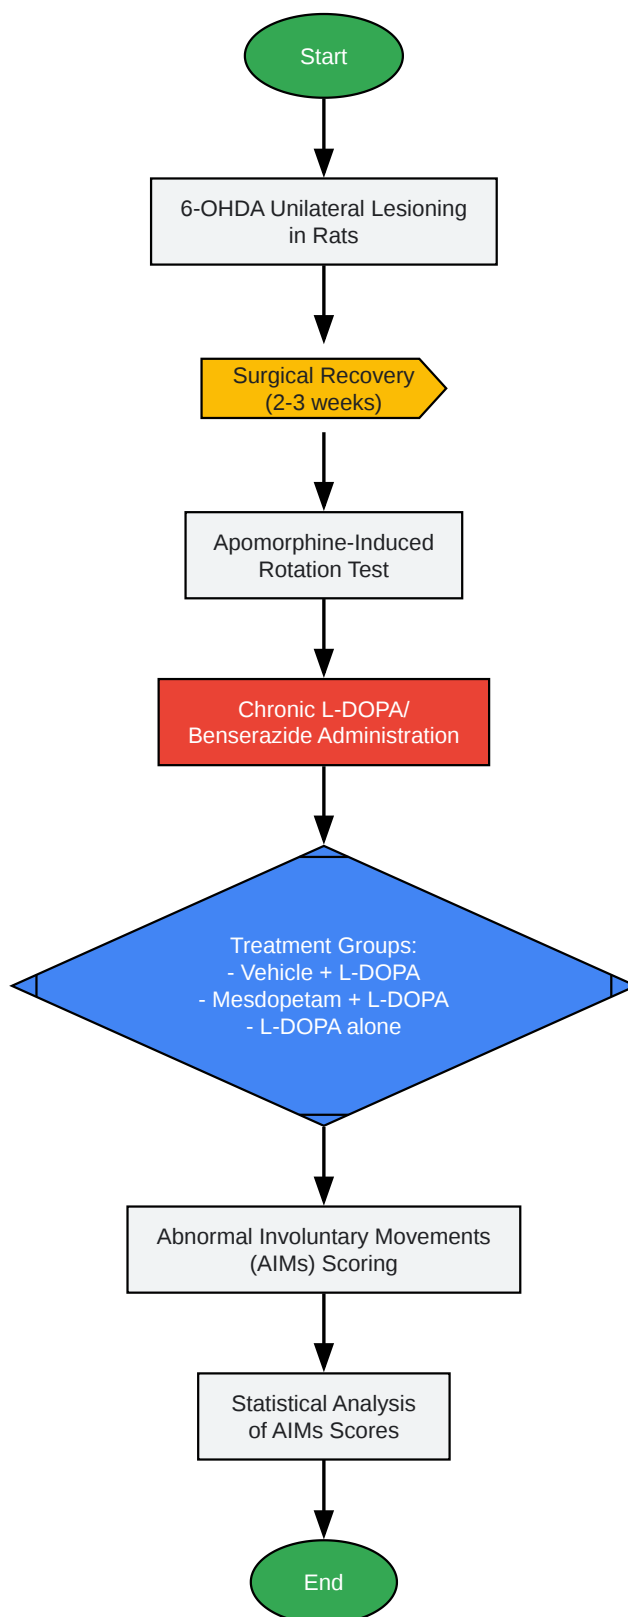 Start
6-OHDA Unilateral Lesioning
in Rats
Surgical Recovery
(2-3 weeks)
Apomorphine-Induced
Rotation Test
Chronic L-DOPA/
Benserazide Administration
Treatment Groups:
- Vehicle + L-DOPA
- Mesdopetam + L-DOPA
- L-DOPA alone
Abnormal Involuntary Movements
(AIMs) Scoring
Statistical Analysis
of AIMs Scores
End